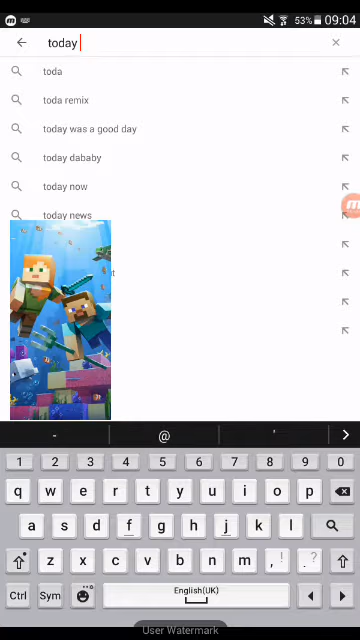 53% 09:04
today
toda
toda remix
today was a good day
today dababy
today now
today news
t
- @ '
1 2 3 4 5 6 7 8 9 0
q w e r t y u i o p
a s d f g h j k l
z x c v b n m , ! . ?
Ctrl Sym English(UK)
User Watermark